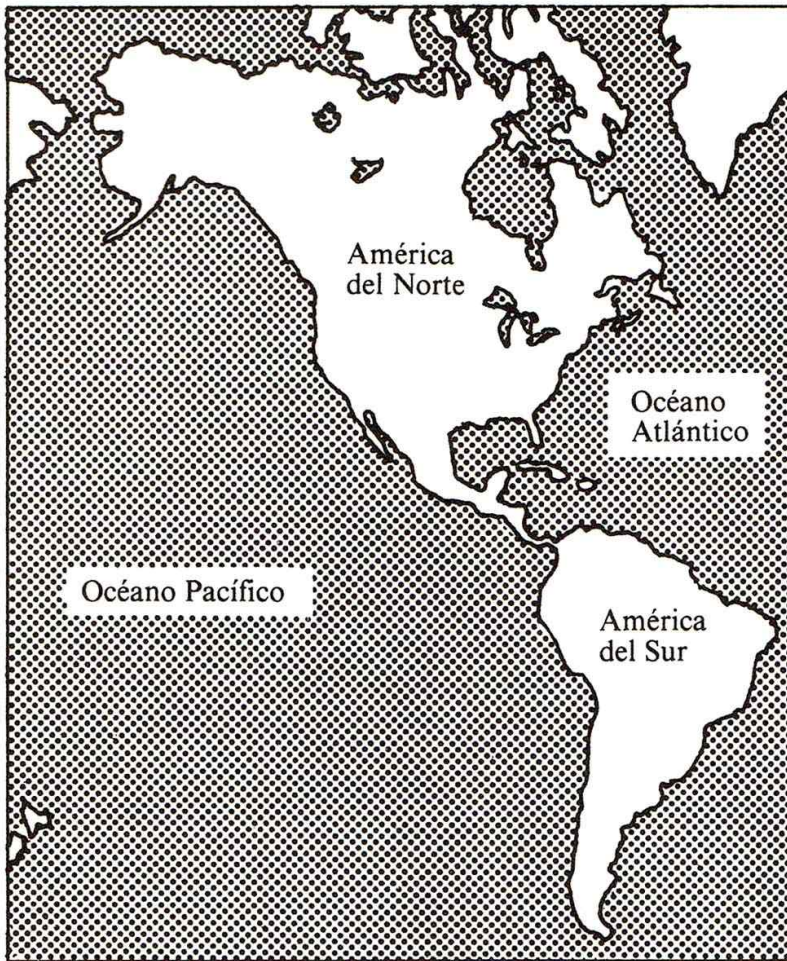 América
del Norte
Océano
Atlántico
Océano Pacífico
América
del Sur